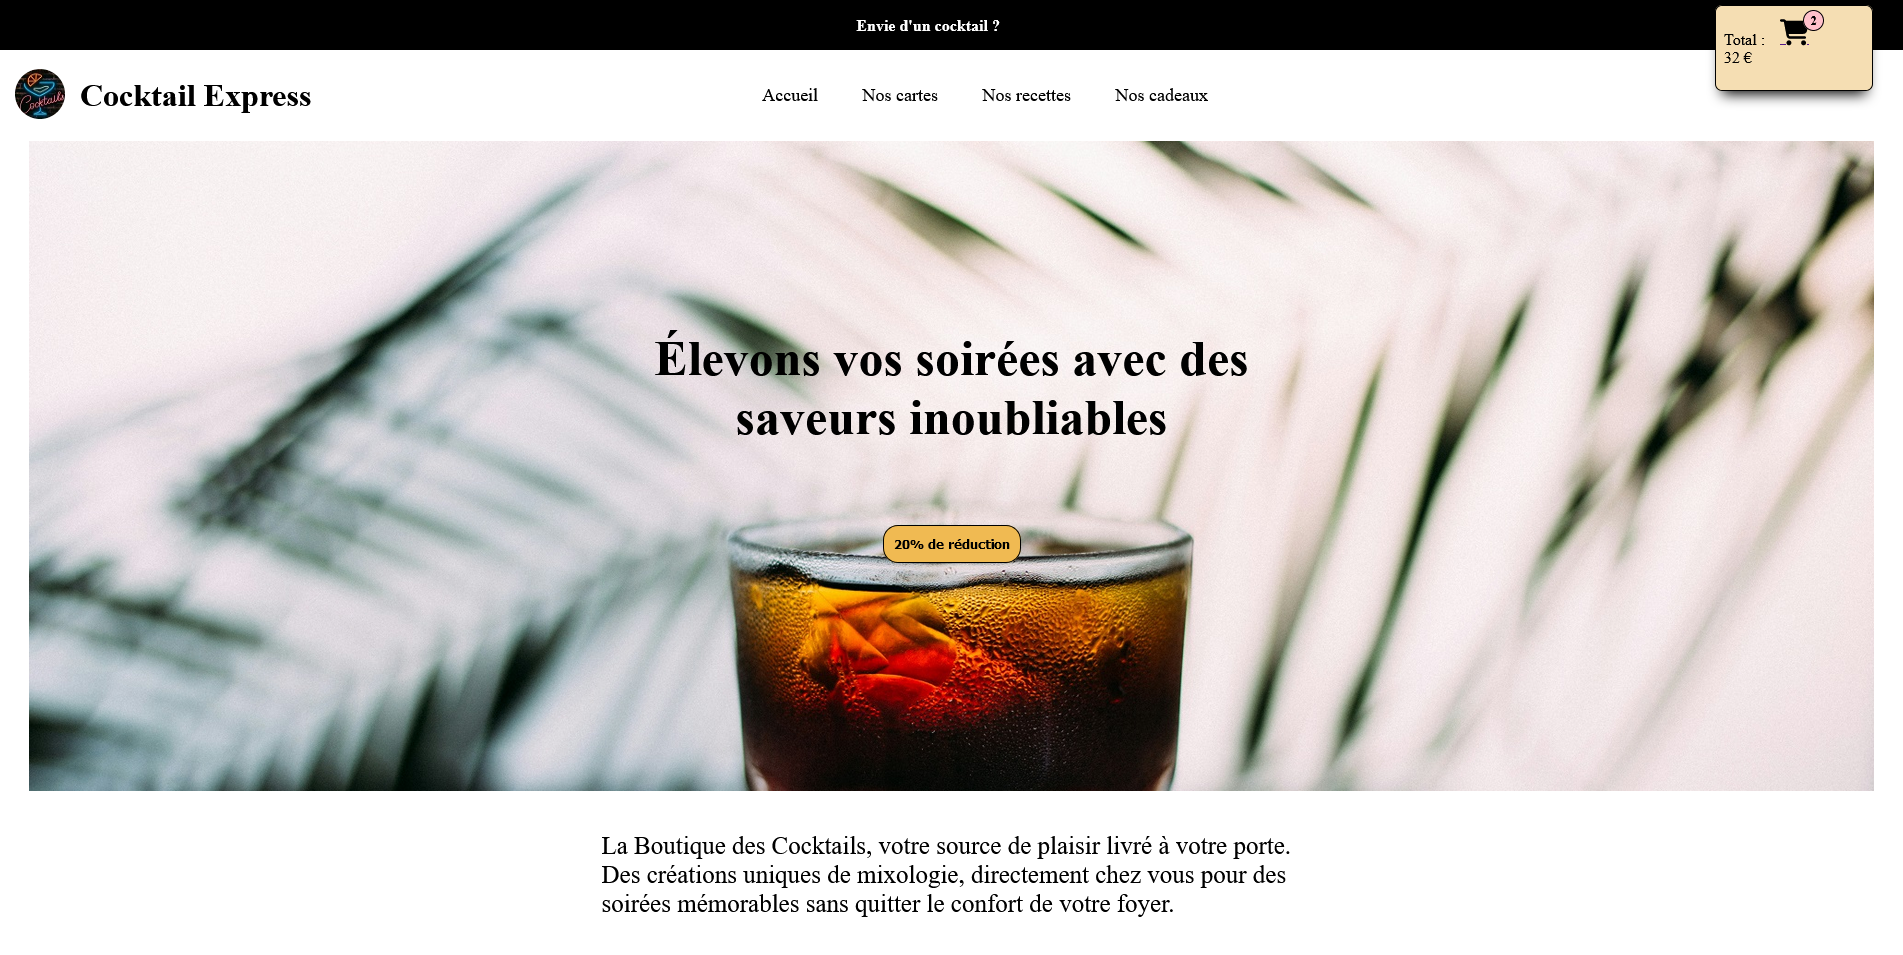 Envie d'un cocktail ?
2
Total :
32 €
Cocktails
Cocktail Express
Accueil
Nos cartes
Nos recettes
Nos cadeaux
Élevons vos soirées avec des
saveurs inoubliables
20% de réduction
La Boutique des Cocktails, votre source de plaisir livré à votre porte.
Des créations uniques de mixologie, directement chez vous pour des
soirées mémorables sans quitter le confort de votre foyer.